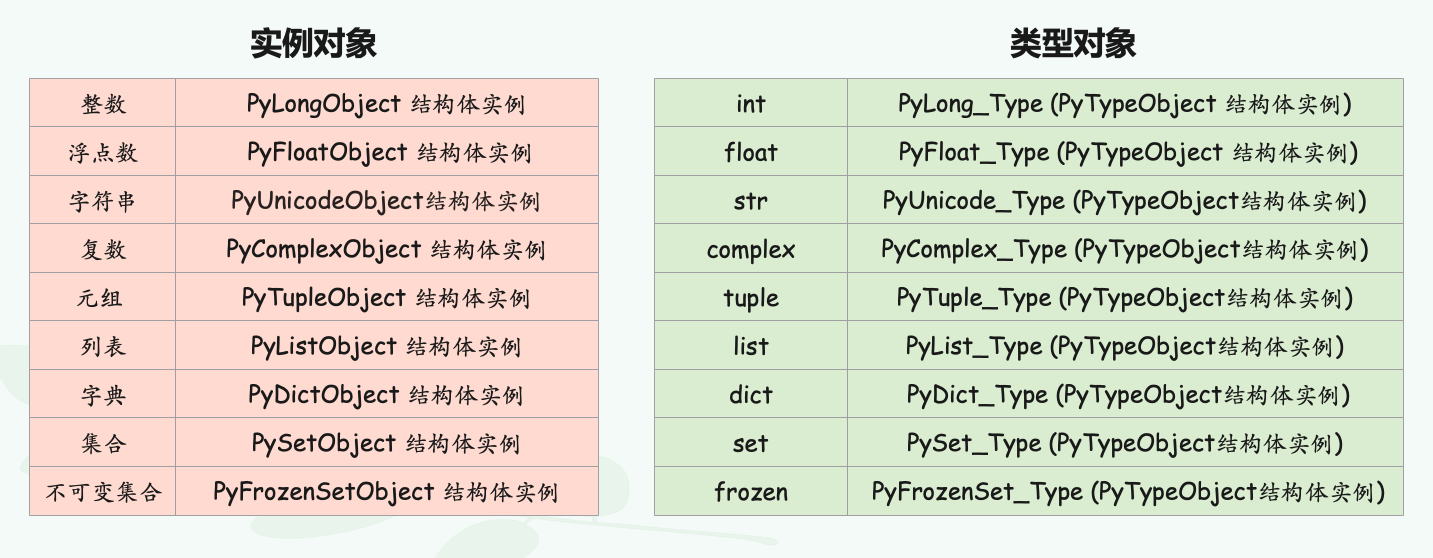 实例对象
整数 PyLongObject 结构体实例
浮点数 PyFloatObject 结构体实例
字符串 PyUnicodeObject结构体实例
复数 PyComplexObject 结构体实例
元组 PyTupleObject 结构体实例
列表 PyListObject 结构体实例
字典 PyDictObject 结构体实例
集合 PySetObject 结构体实例
不可变集合 PyFrozenSetObject 结构体实例
类型对象
int PyLong_Type (PyTypeObject 结构体实例)
float PyFloat_Type (PyTypeObject 结构体实例)
str PyUnicode_Type (PyTypeObject结构体实例)
complex PyComplex_Type (PyTypeObject结构体实例)
tuple PyTuple_Type (PyTypeObject结构体实例)
list PyList_Type (PyTypeObject结构体实例)
dict PyDict_Type (PyTypeObject结构体实例)
set PySet_Type (PyTypeObject结构体实例)
frozen PyFrozenSet_Type (PyTypeObject结构体实例)